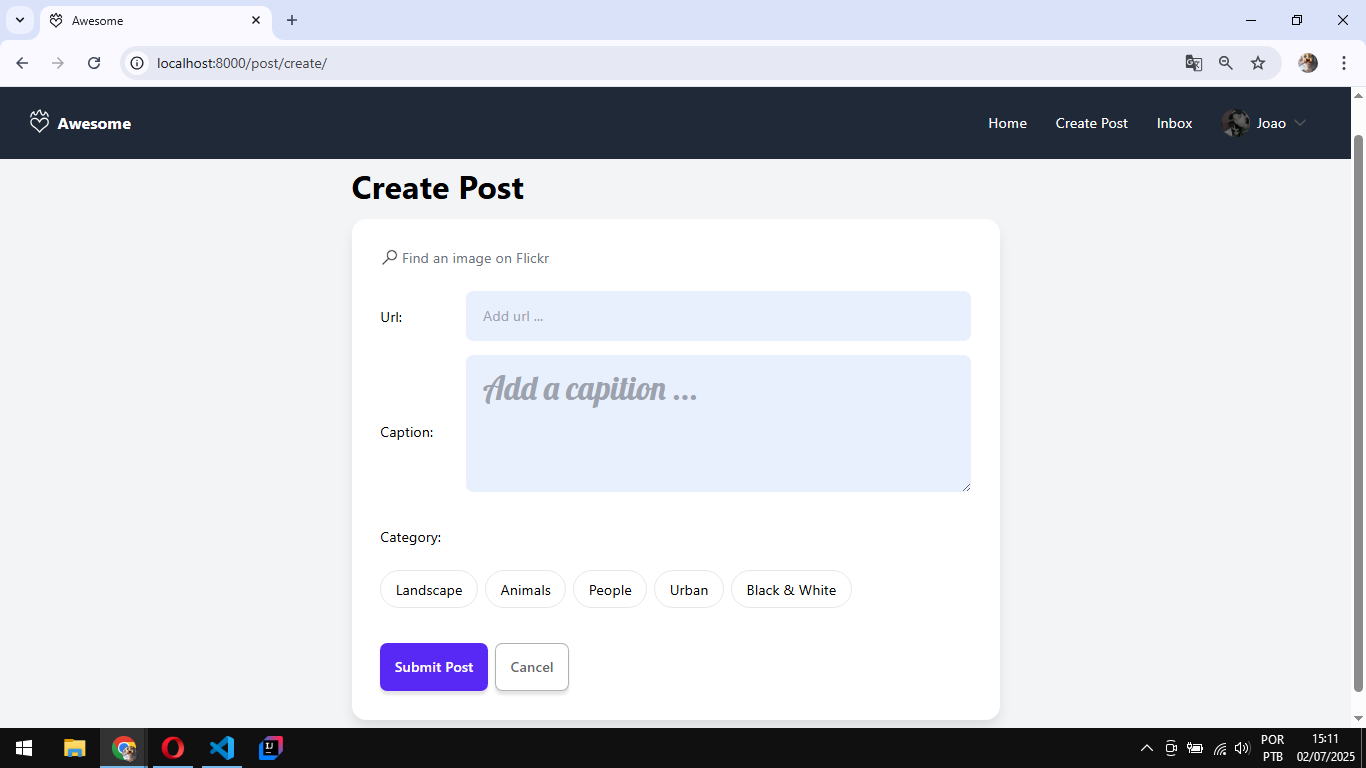 Awesome
localhost:8000/post/create/
Awesome
Home Create Post Inbox Joao
Create Post
Find an image on Flickr
Url: Add url ...
Add a capition ...
Caption:
Category:
Landscape Animals People Urban Black & White
Submit Post Cancel
POR 15:11
PTB 02/07/2025